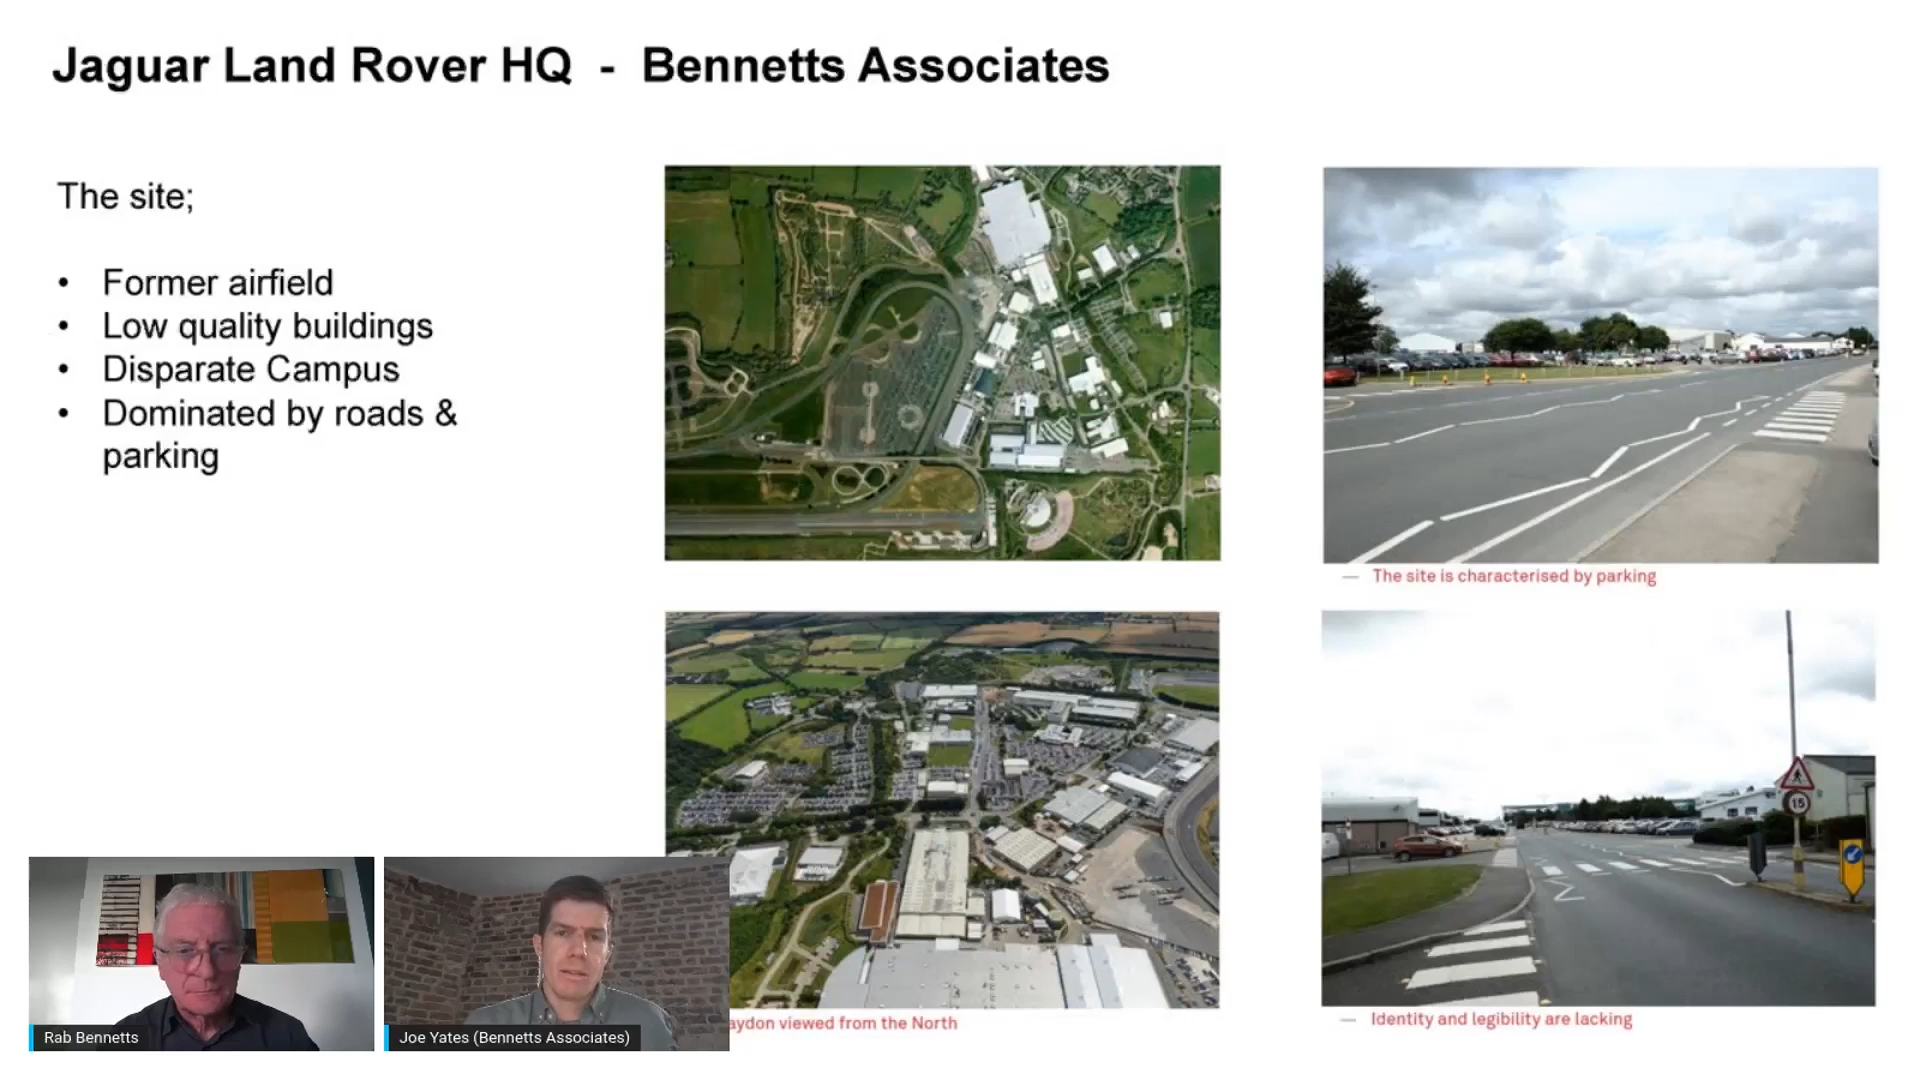 Jaguar Land Rover HQ - Bennetts Associates
The site;
• Former airfield
• Low quality buildings
• Disparate Campus
• Dominated by roads &
parking
— The site is characterised by parking
15
aydon viewed from the North
— Identity and legibility are lacking
Rab Bennetts
Joe Yates (Bennetts Associates)